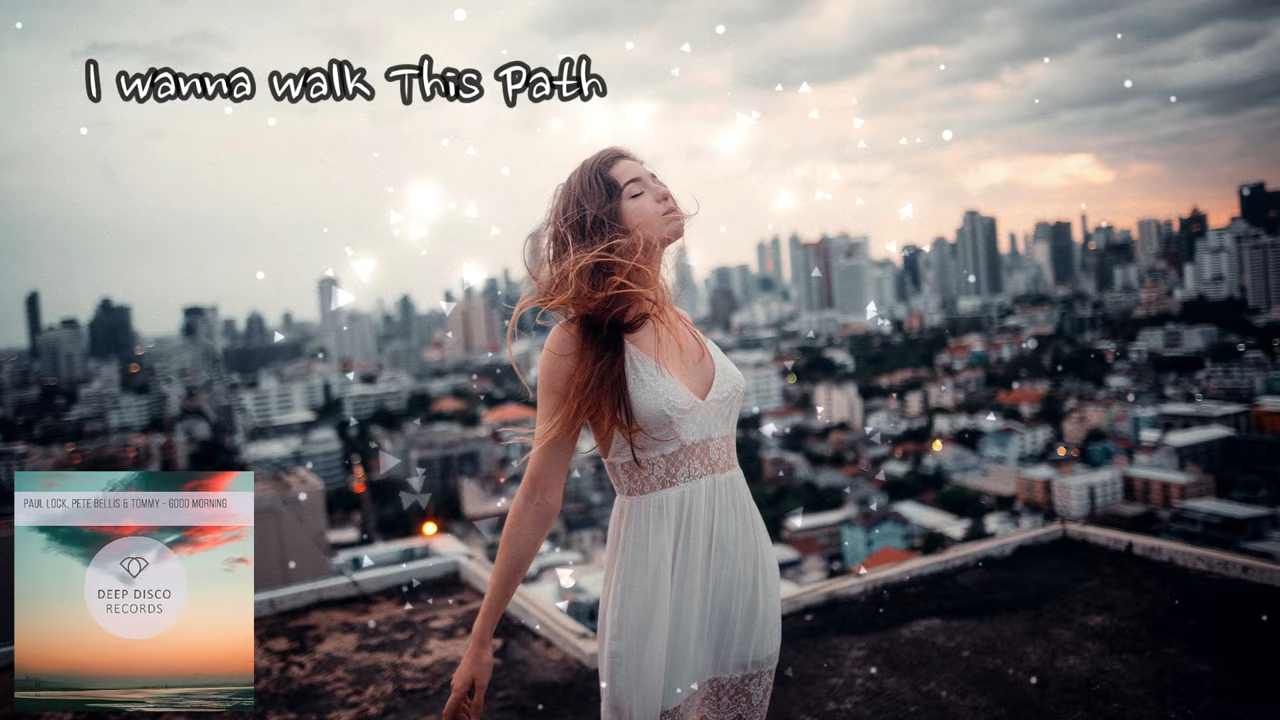 I wanna walk This Path
PAUL LOCK, PETE BELLIS & TOMMY - GOOD MORNING
DEEP DISCO
RECORDS